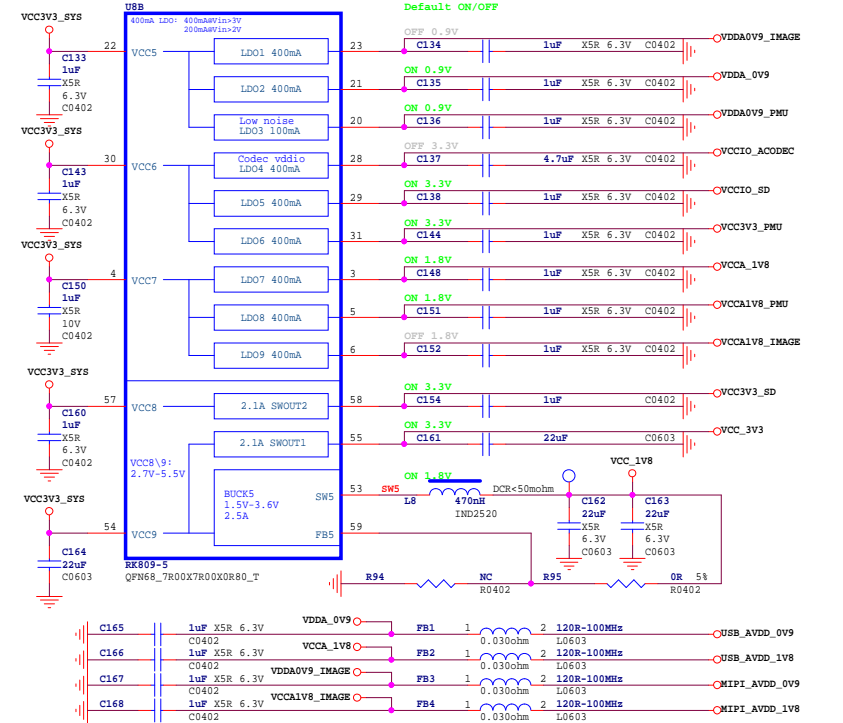 Default ON/OFF
U8B
VCC3V3_SYS
400mA LDO: 400mA@Vin>3V
200mA@Vin>2V
22
VCC5
C133
1uF
X5R
6.3V
C0402
LDO1 400mA
23
OFF 0.9V
C134
1uF X5R 6.3V C0402
VDDA0V9_IMAGE
LDO2 400mA
21
ON 0.9V
C135
1uF X5R 6.3V C0402
VDDA_0V9
Low noise
LDO3 100mA
20
ON 0.9V
C136
1uF X5R 6.3V C0402
VDDA0V9_PMU
VCC3V3_SYS
30
VCC6
C143
1uF
X5R
6.3V
C0402
Codec vddio
LDO4 400mA
28
OFF 3.3V
C137
4.7uF X5R 6.3V C0402
VCCIO_ACODEC
LDO5 400mA
29
ON 3.3V
C138
1uF X5R 6.3V C0402
VCCIO_SD
LDO6 400mA
31
ON 3.3V
C144
1uF X5R 6.3V C0402
VCC3V3_PMU
VCC3V3_SYS
4
VCC7
C150
1uF
X5R
10V
C0402
LDO7 400mA
3
ON 1.8V
C148
1uF X5R 6.3V C0402
VCCA_1V8
LDO8 400mA
5
ON 1.8V
C151
1uF X5R 6.3V C0402
VCCA1V8_PMU
LDO9 400mA
6
OFF 1.8V
C152
1uF X5R 6.3V C0402
VCCA1V8_IMAGE
VCC3V3_SYS
57
VCC8
C160
1uF
X5R
6.3V
C0402
2.1A SWOUT2
58
ON 3.3V
C154
1uF C0402
VCC3V3_SD
2.1A SWOUT1
55
ON 3.3V
C161
22uF C0603
VCC_3V3
VCC8\9:
2.7V-5.5V
BUCK5
1.5V-3.6V
2.5A
SW5
53
ON 1.8V
SW5
L8
470nH
IND2520
DCR<50mohm
VCC_1V8
C162
22uF
X5R
6.3V
C0603
C163
22uF
X5R
6.3V
C0603
VCC3V3_SYS
54
VCC9
C164
22uF
C0603
FB5
59
RK809-5
QFN68_7R00X7R00X0R80_T
R94
NC
R0402
R95
0R 5%
R0402
C165
1uF X5R 6.3V
C0402
VDDA_0V9
FB1
1
0.030ohm
2 120R-100MHz
L0603
USB_AVDD_0V9
C166
1uF X5R 6.3V
C0402
VCCA_1V8
FB2
1
0.030ohm
2 120R-100MHz
L0603
USB_AVDD_1V8
C167
1uF X5R 6.3V
C0402
VDDA0V9_IMAGE
FB3
1
0.030ohm
2 120R-100MHz
L0603
MIPI_AVDD_0V9
C168
1uF X5R 6.3V
C0402
VCCA1V8_IMAGE
FB4
1
0.030ohm
2 120R-100MHz
L0603
MIPI_AVDD_1V8